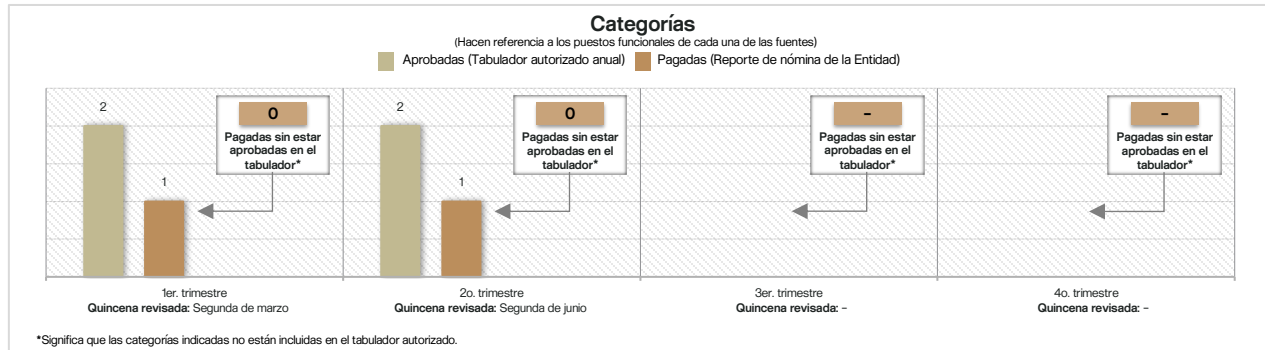 Categorías
(Hacen referencia a los puestos funcionales de cada una de las fuentes)
Aprobadas (Tabulador autorizado anual) Pagadas (Reporte de nómina de la Entidad)
2
1
0
Pagadas sin estar
aprobadas en el
tabulador*
2
1
0
Pagadas sin estar
aprobadas en el
tabulador*
-
Pagadas sin estar
aprobadas en el
tabulador*
-
Pagadas sin estar
aprobadas en el
tabulador*
1er. trimestre
Quincena revisada: Segunda de marzo
2o. trimestre
Quincena revisada: Segunda de junio
3er. trimestre
Quincena revisada: -
4o. trimestre
Quincena revisada: -
*Significa que las categorías indicadas no están incluidas en el tabulador autorizado.